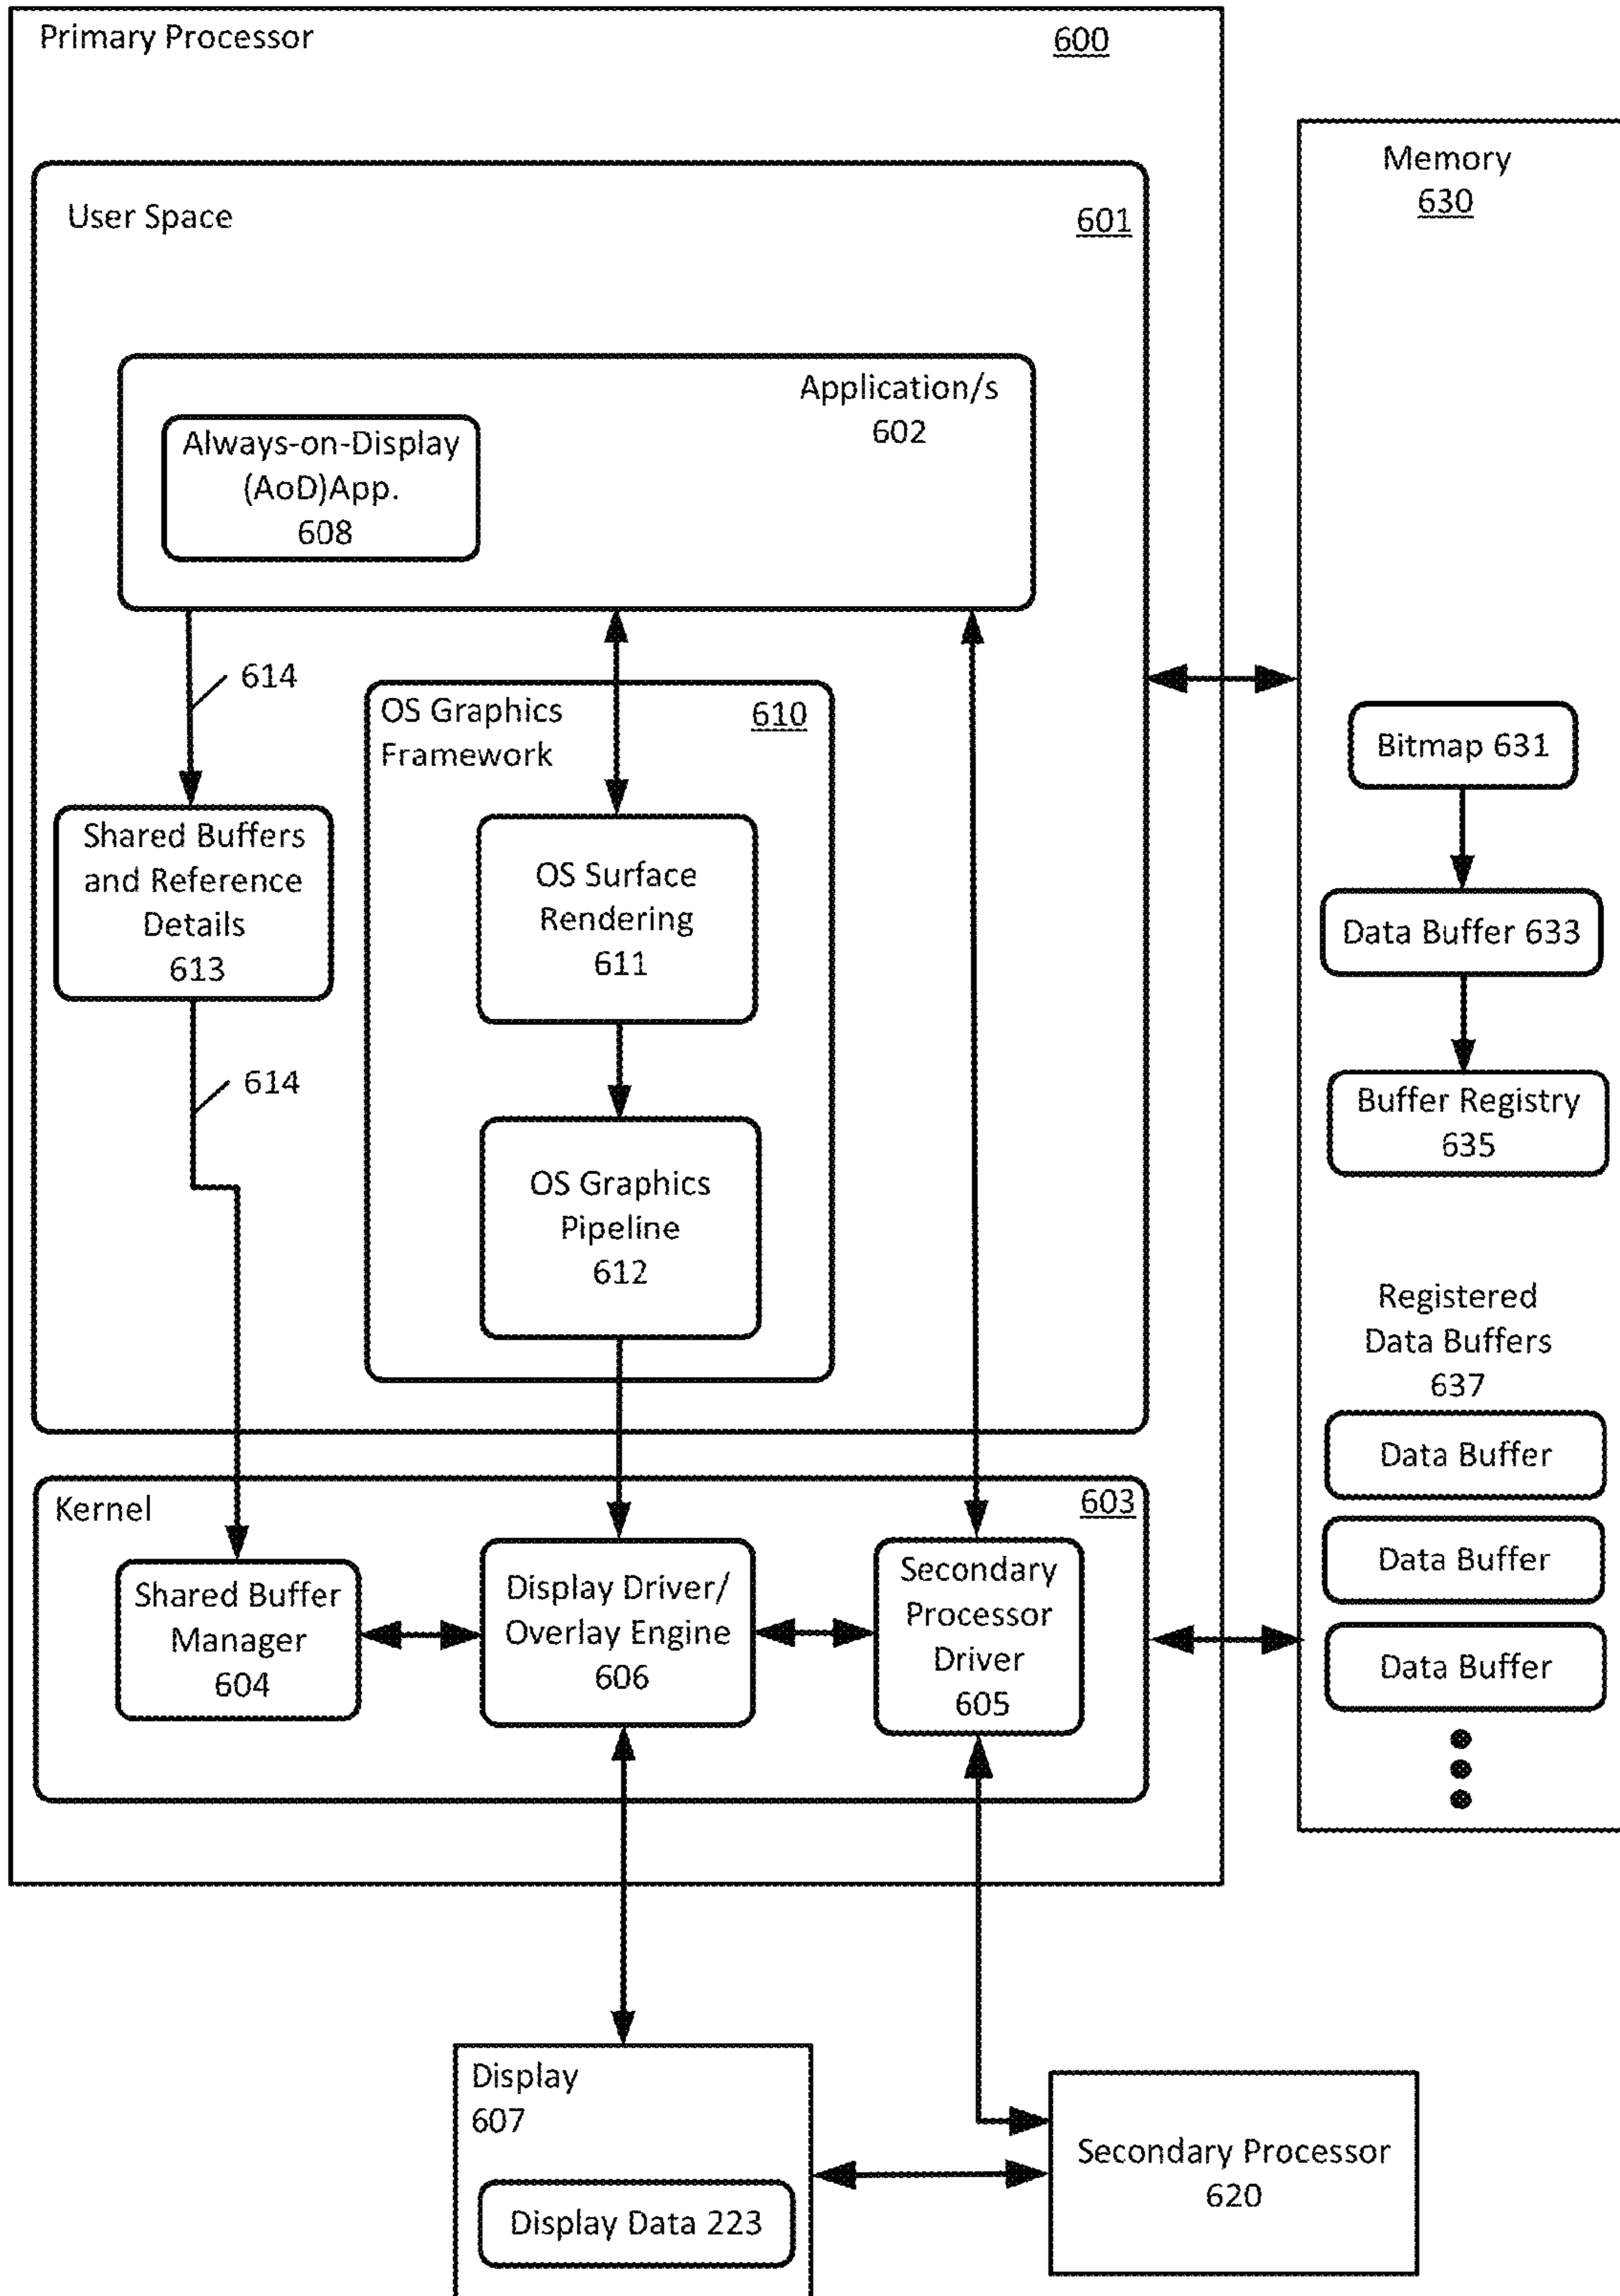 Primary Processor
600
User Space
601
Application/s
602
Always-on-Display
(AoD)App.
608
614
OS Graphics
Framework
610
Shared Buffers
and Reference
Details
613
OS Surface
Rendering
611
614
OS Graphics
Pipeline
612
Kernel
603
Shared Buffer
Manager
604
Display Driver/
Overlay Engine
606
Secondary
Processor
Driver
605
Memory
630
Bitmap 631
Data Buffer 633
Buffer Registry
635
Registered
Data Buffers
637
Data Buffer
Data Buffer
Data Buffer
Display
607
Display Data 223
Secondary Processor
620